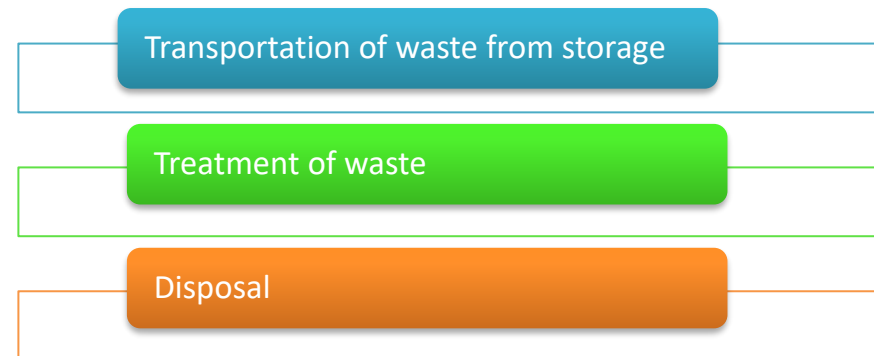 Transportation of waste from storage
Treatment of waste
Disposal